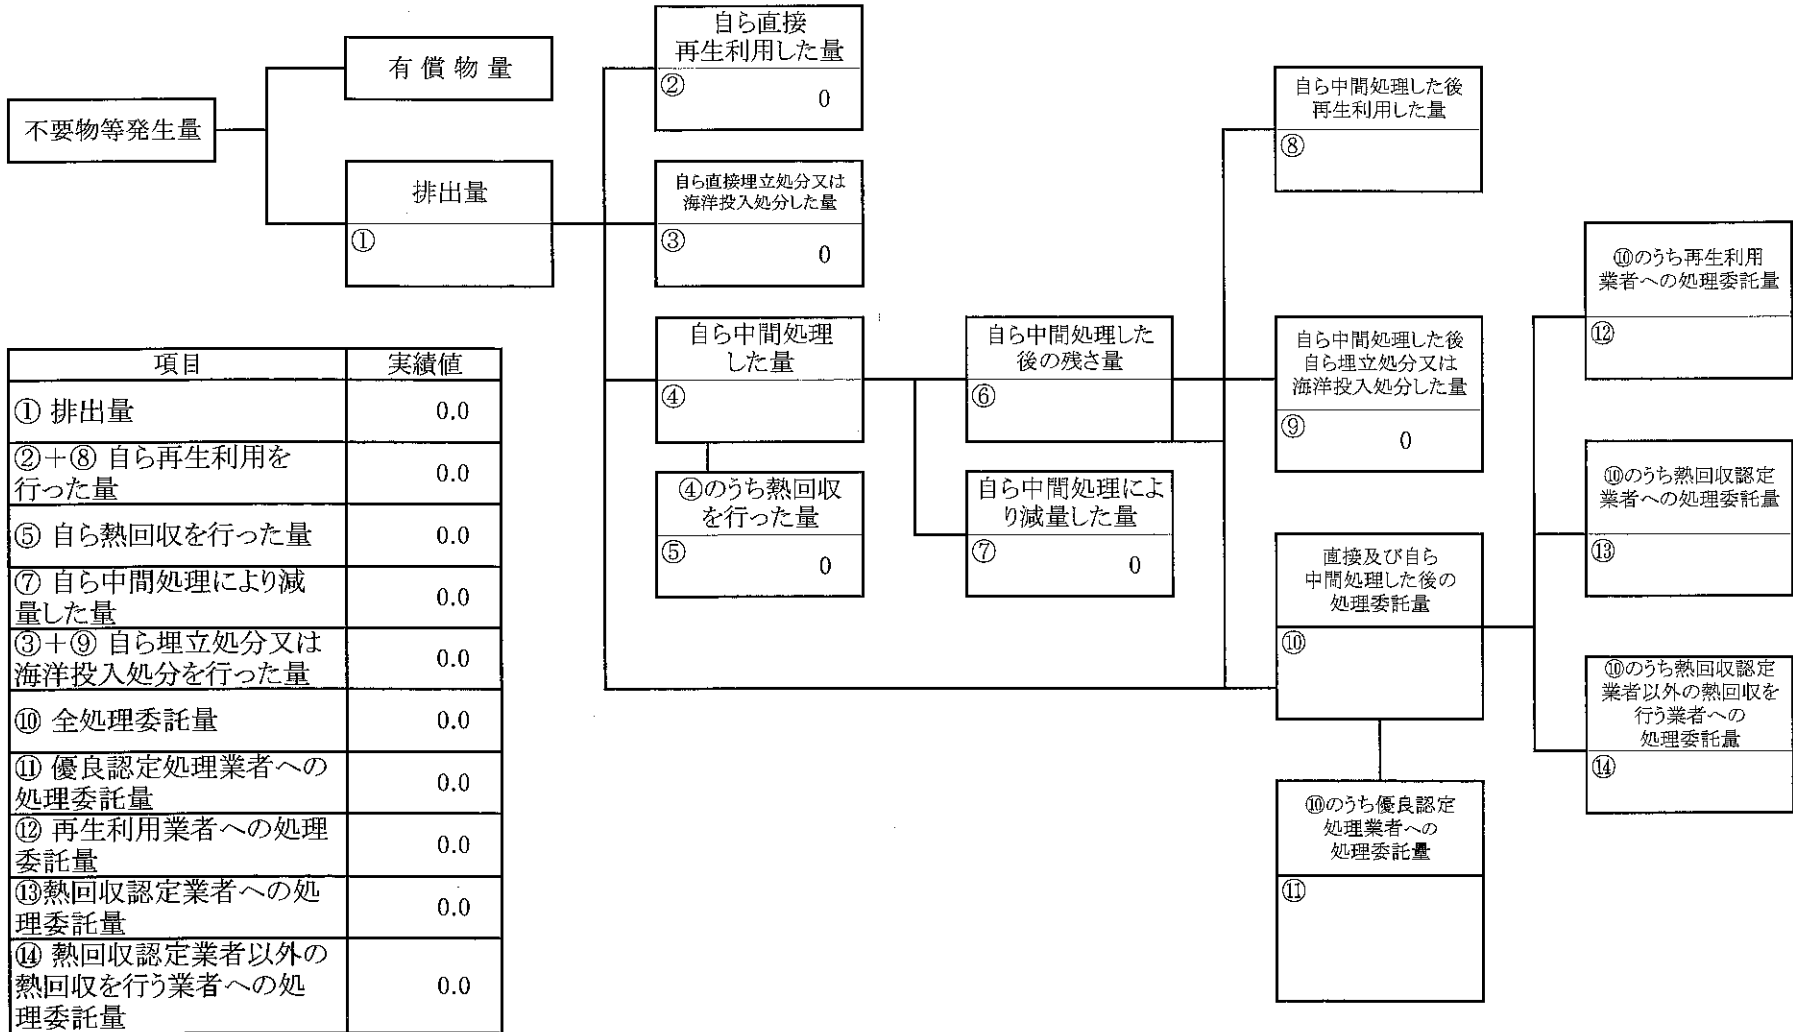 不要物等発生量
有償物量
排出量
①
自ら直接
再生利用した量
②
0
自ら直接埋立処分又は
海洋投入処分した量
③
0
自ら中間処理
した量
④
④のうち熱回収
を行った量
⑤
0
自ら中間処理した
後の残さ量
⑥
自ら中間処理によ
り減量した量
⑦
0
自ら中間処理した後
再生利用した量
⑧
自ら中間処理した後
自ら埋立処分又は
海洋投入処分した量
⑨
0
直接及び自ら
中間処理した後の
処理委託量
⑩
⑩のうち優良認定
処理業者への
処理委託量
⑪
⑩のうち再生利用
業者への処理委託量
⑫
⑩のうち熱回収認定
業者への処理委託量
⑬
⑩のうち熱回収認定
業者以外の熱回収を
行う業者への
処理委託量
⑭
項目 実績値
① 排出量 0.0
②+⑧ 自ら再生利用を
行った量 0.0
⑤ 自ら熱回収を行った量 0.0
⑦ 自ら中間処理により減
量した量 0.0
③+⑨ 自ら埋立処分又は
海洋投入処分を行った量 0.0
⑩ 全処理委託量 0.0
⑪ 優良認定処理業者への
処理委託量 0.0
⑫ 再生利用業者への処理
委託量 0.0
⑬熱回収認定業者への処
理委託量 0.0
⑭ 熱回収認定業者以外の
熱回収を行う業者への処
理委託量 0.0